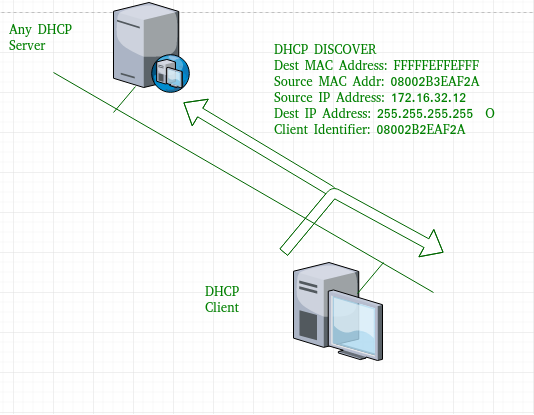 Any DHCP
Server
DHCP DISCOVER
Dest MAC Address: FFFFFEFFEFFF
Source MAC Addr: 08002B3EAF2A
Source IP Address: 172.16.32.12
Dest IP Address: 255.255.255.255 O
Client Identifier: 08002B2EAF2A
DHCP
Client